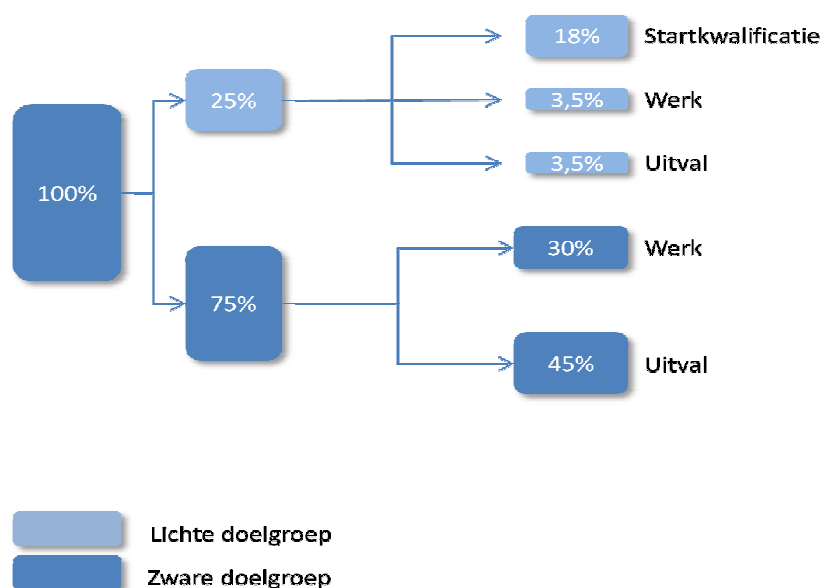 18% Startkwalificatie
25% 3,5% Werk
3,5% Uitval
100%
30% Werk
75%
45% Uitval
Lichte doelgroep
Zware doelgroep